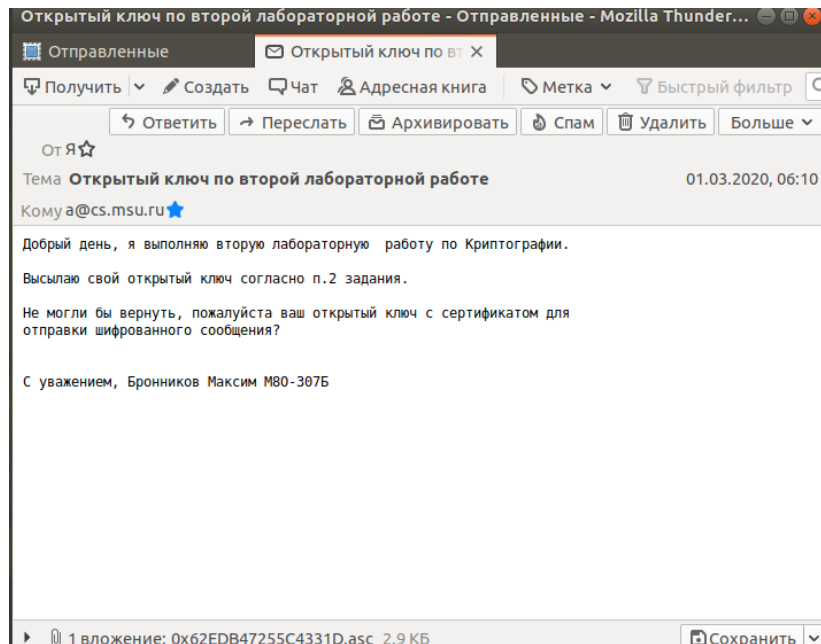 Открытый ключ по второй лабораторной работе - Отправленные - Mozilla Thunder...
Отправленные
Открытый ключ по вт
Получить Создать Чат Адресная книга Метка Быстрый фильтр
Ответить Переслать Архивировать Спам Удалить Больше
От Я
Тема Открытый ключ по второй лабораторной работе 01.03.2020, 06:10
Кому a@cs.msu.ru
Добрый день, я выполняю вторую лабораторную работу по Криптографии.
Высылаю свой открытый ключ согласно п.2 задания.
Не могли бы вернуть, пожалуйста ваш открытый ключ с сертификатом для
отправки шифрованного сообщения?
С уважением, Бронников Максим М8О-307Б
1 вложение: 0x62EDB47255C4331D.asc 2,9 КБ Сохранить